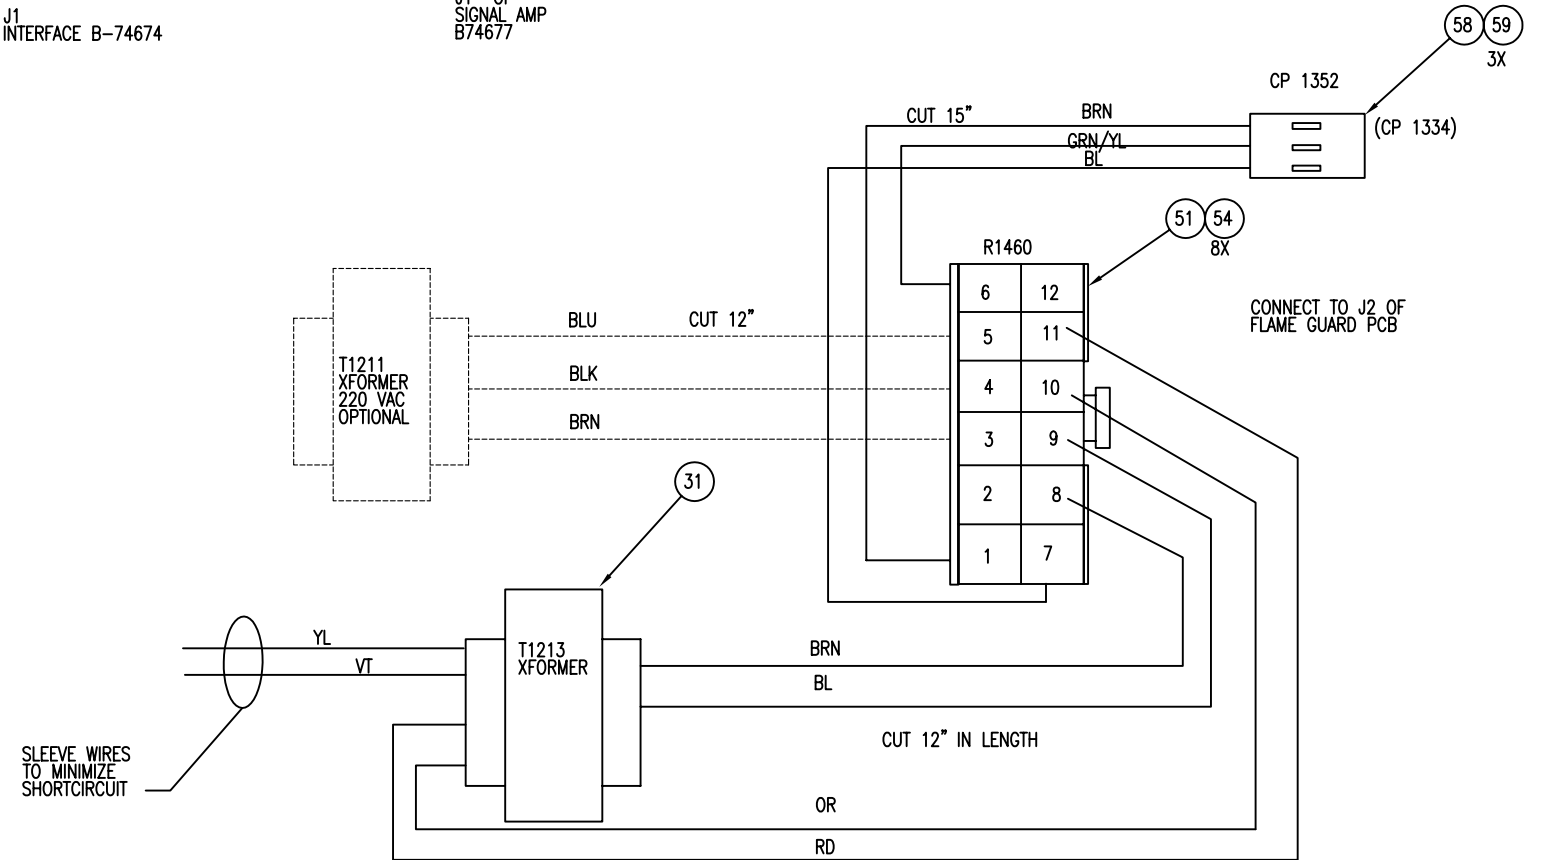 J1
INTERFACE B-74674
SIGNAL AMP
B74677
58 59
3X
CP 1352
(CP 1334)
CUT 15"
BRN
GRN/YL
BL
51 54
8X
R1460
6 12
5 11
4 10
3 9
2 8
1 7
CONNECT TO J2 OF
FLAME GUARD PCB
BLU
CUT 12"
BLK
BRN
T1211
XFORMER
220 VAC
OPTIONAL
31
YL
VT
T1213
XFORMER
BRN
BL
CUT 12" IN LENGTH
SLEEVE WIRES
TO MINIMIZE
SHORTCIRCUIT
OR
RD